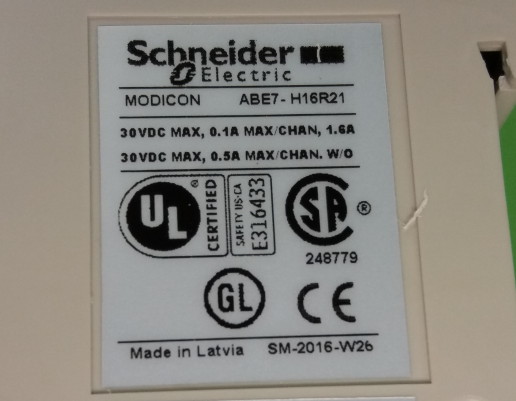 Schneider
Electric
MODICON ABE7-H16R21
30VDC MAX, 0.1A MAX/CHAN, 1.6A
30VDC MAX, 0.5A MAX/CHAN. W/O
UL ® CERTIFIED SAFETY US-CA E316433 SA ®
248779
GL CE
Made in Latvia SM-2016-W26